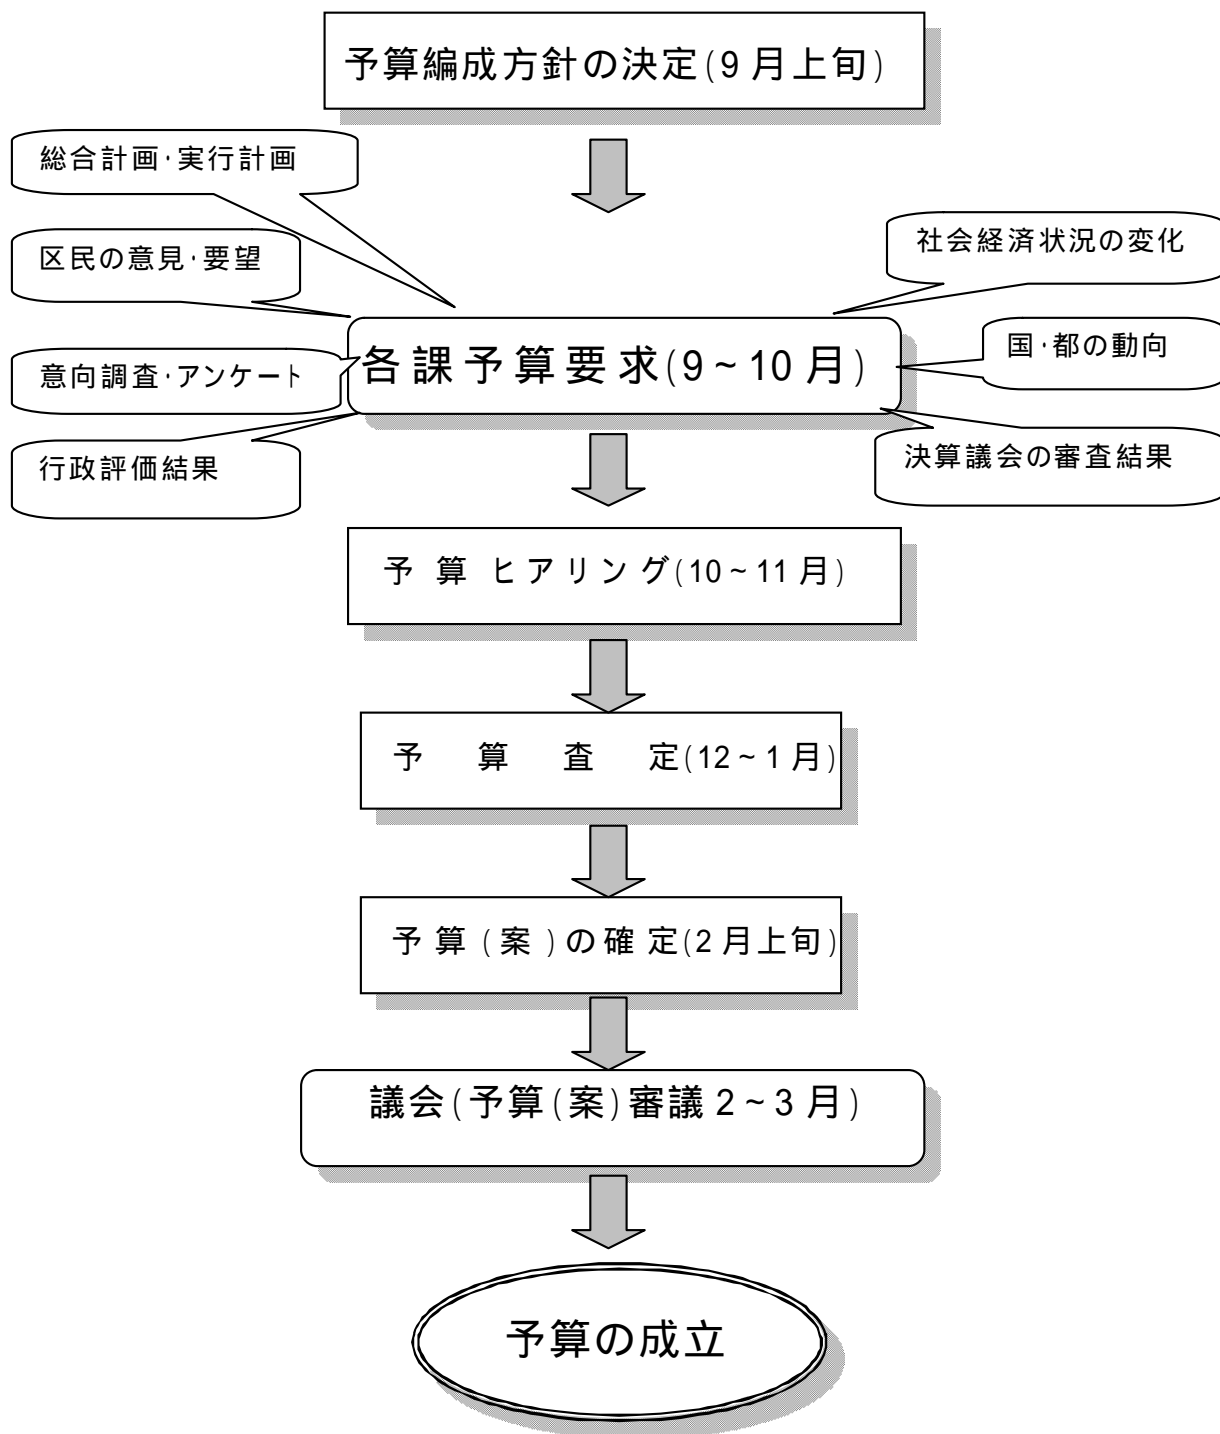 予算編成方針の決定(9月上旬)
総合計画・実行計画
社会経済状況の変化
区民の意見・要望
国・都の動向
意向調査・アンケート
各課予算要求(9~10月)
行政評価結果
決算議会の審査結果
予算ヒアリング(10~11月)
予算査定(12~1月)
予算(案)の確定(2月上旬)
議会(予算(案)審議2~3月)
予算の成立